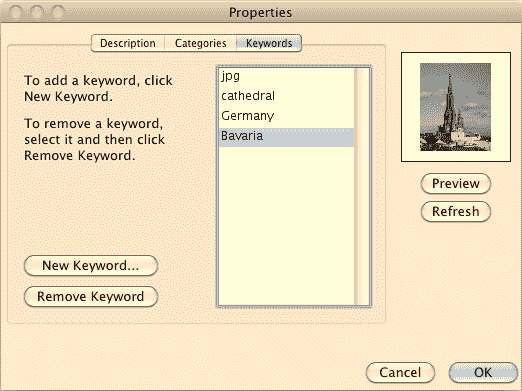 Properties
Description Categories Keywords
To add a keyword, click
New Keyword.
To remove a keyword,
select it and then click
Remove Keyword.
New Keyword...
Remove Keyword
jpg
cathedral
Germany
Bavaria
Preview
Refresh
Cancel OK